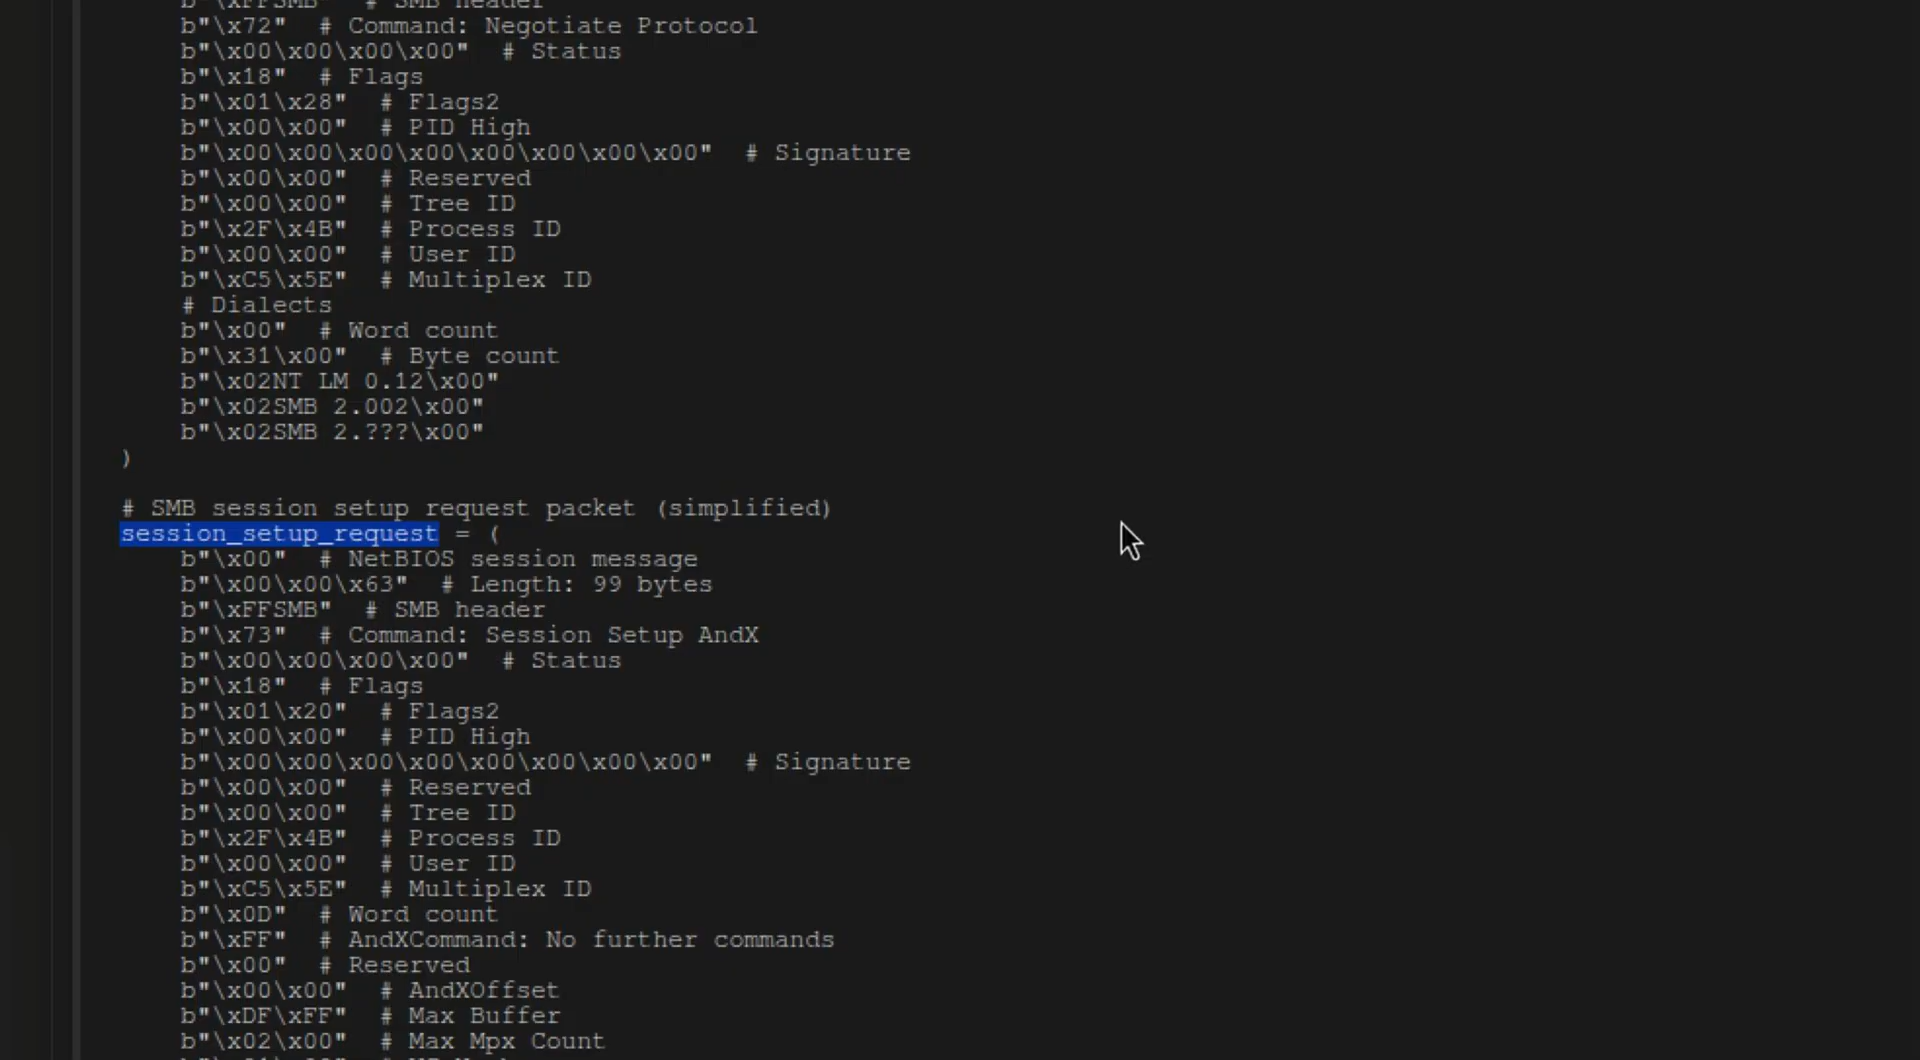 b"\xFFSMB"  # SMB header
b"\x72"  # Command: Negotiate Protocol
b"\x00\x00\x00\x00"  # Status
b"\x18"  # Flags
b"\x01\x28"  # Flags2
b"\x00\x00"  # PID High
b"\x00\x00\x00\x00\x00\x00\x00\x00"  # Signature
b"\x00\x00"  # Reserved
b"\x00\x00"  # Tree ID
b"\x2F\x4B"  # Process ID
b"\x00\x00"  # User ID
b"\xC5\x5E"  # Multiplex ID
# Dialects
b"\x00"  # Word count
b"\x31\x00"  # Byte count
b"\x02NT LM 0.12\x00"
b"\x02SMB 2.002\x00"
b"\x02SMB 2.???\x00"
)
# SMB session setup request packet (simplified)
session_setup_request = (
b"\x00"  # NetBIOS session message
b"\x00\x00\x63"  # Length: 99 bytes
b"\xFFSMB"  # SMB header
b"\x73"  # Command: Session Setup AndX
b"\x00\x00\x00\x00"  # Status
b"\x18"  # Flags
b"\x01\x20"  # Flags2
b"\x00\x00"  # PID High
b"\x00\x00\x00\x00\x00\x00\x00\x00"  # Signature
b"\x00\x00"  # Reserved
b"\x00\x00"  # Tree ID
b"\x2F\x4B"  # Process ID
b"\x00\x00"  # User ID
b"\xC5\x5E"  # Multiplex ID
b"\x0D"  # Word count
b"\xFF"  # AndXCommand: No further commands
b"\x00"  # Reserved
b"\x00\x00"  # AndXOffset
b"\xDF\xFF"  # Max Buffer
b"\x02\x00"  # Max Mpx Count